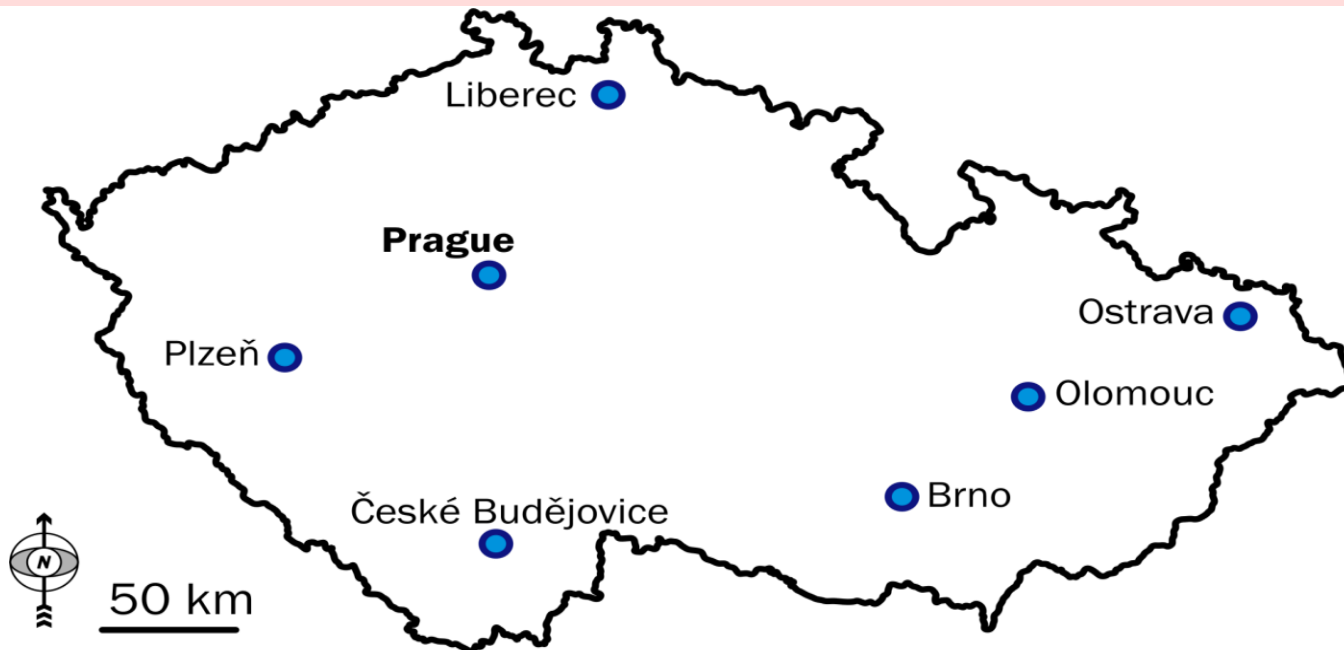 Liberec
Prague
Ostrava
Plzeň
Olomouc
Brno
České Budějovice
N
50 km